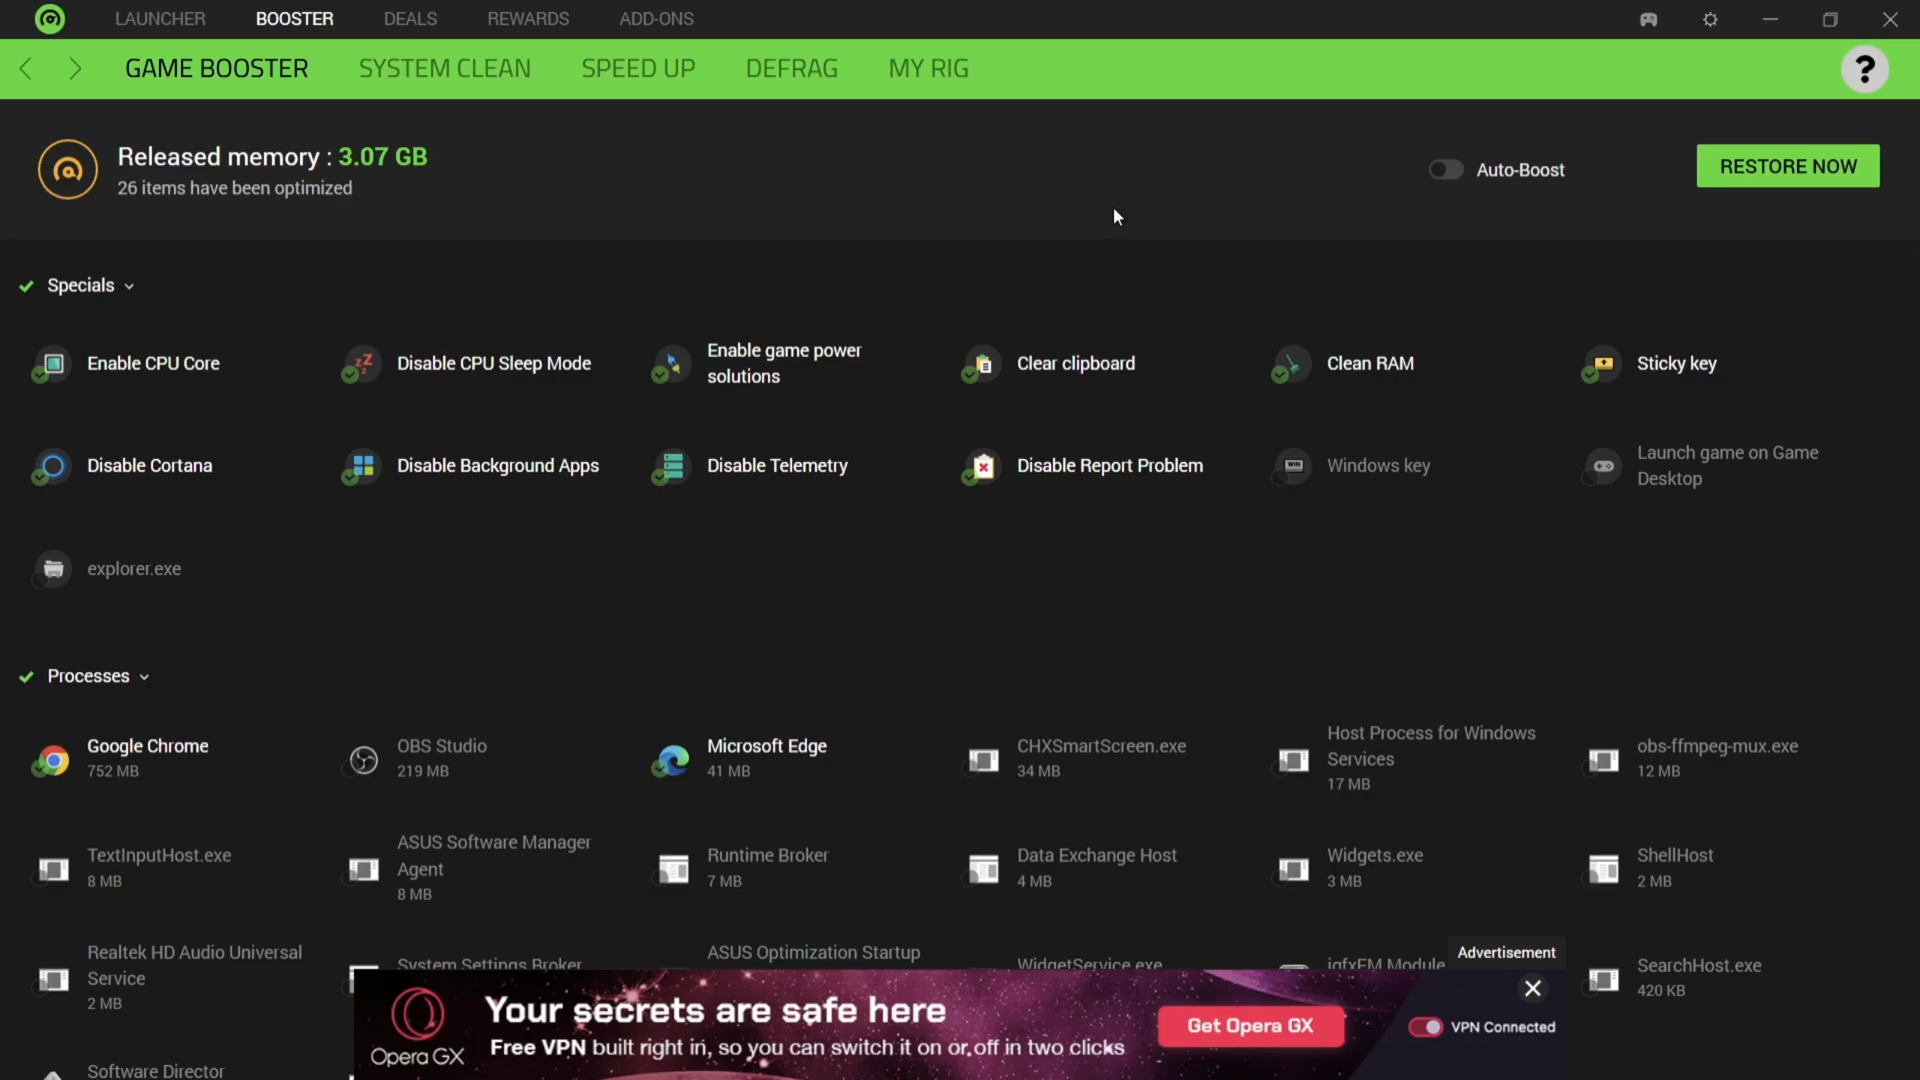 LAUNCHER BOOSTER DEALS REWARDS ADD-ONS
GAME BOOSTER SYSTEM CLEAN SPEED UP DEFRAG MY RIG ?
Released memory : 3.07 GB
26 items have been optimized
Auto-Boost
RESTORE NOW
Specials
Enable CPU Core
Disable CPU Sleep Mode
Enable game power
solutions
Clear clipboard
Clean RAM
Sticky key
Disable Cortana
Disable Background Apps
Disable Telemetry
Disable Report Problem
WIN
Windows key
Launch game on Game
Desktop
explorer.exe
Processes
Google Chrome
752 MB
OBS Studio
219 MB
Microsoft Edge
41 MB
CHXSmartScreen.exe
34 MB
Host Process for Windows
Services
17 MB
obs-ffmpeg-mux.exe
12 MB
TextInputHost.exe
8 MB
ASUS Software Manager
Agent
8 MB
Runtime Broker
7 MB
Data Exchange Host
4 MB
Widgets.exe
3 MB
ShellHost
2 MB
Realtek HD Audio Universal
Service
2 MB
System Settings Broker
ASUS Optimization Startup
WidgetService.exe
igfxEM Module
SearchHost.exe
420 KB
Advertisement
Opera GX
Your secrets are safe here
Free VPN built right in, so you can switch it on or off in two clicks
Get Opera GX
VPN Connected
Software Director